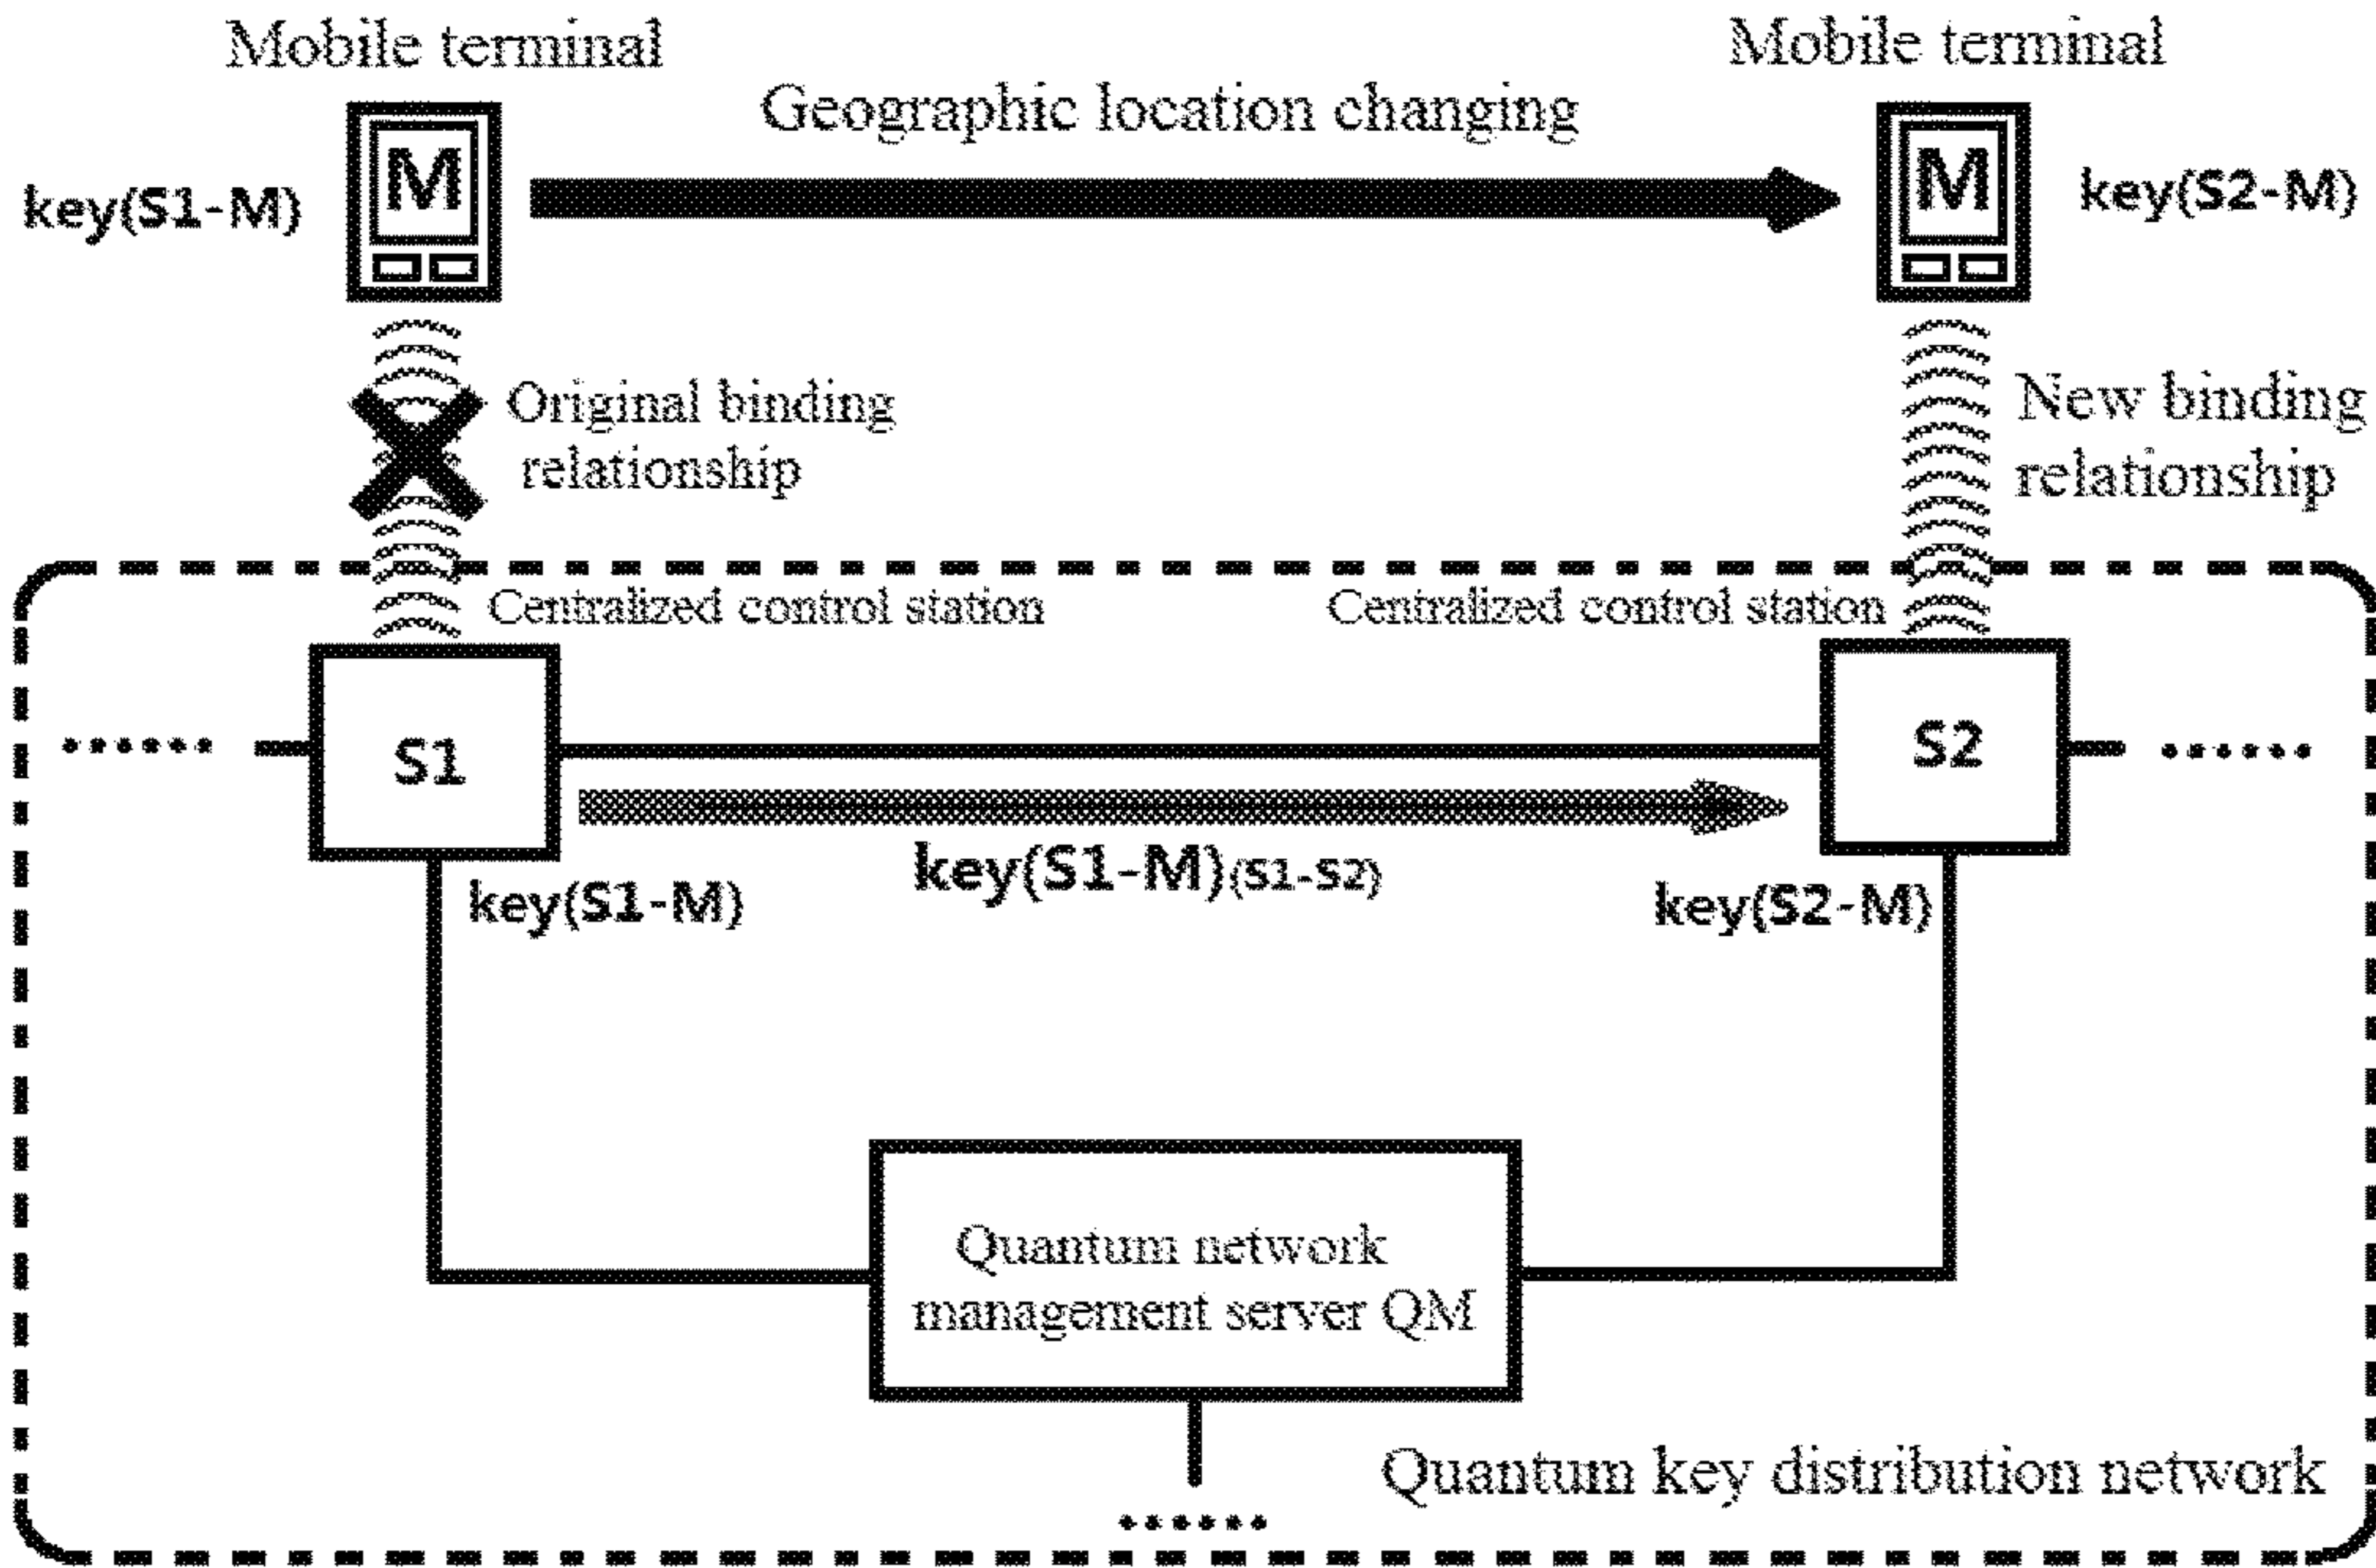 Mobile terminal
Mobile terminal
Geographic location changing
M
M
key(S1-M)
key(S2-M)
Original binding
relationship
New binding
relationship
Centralized control station
Centralized control station
S1
S2
key(S1-M)
key(S1-M)(S1-S2)
key(S2-M)
Quantum network
management server QM
Quantum key distribution network